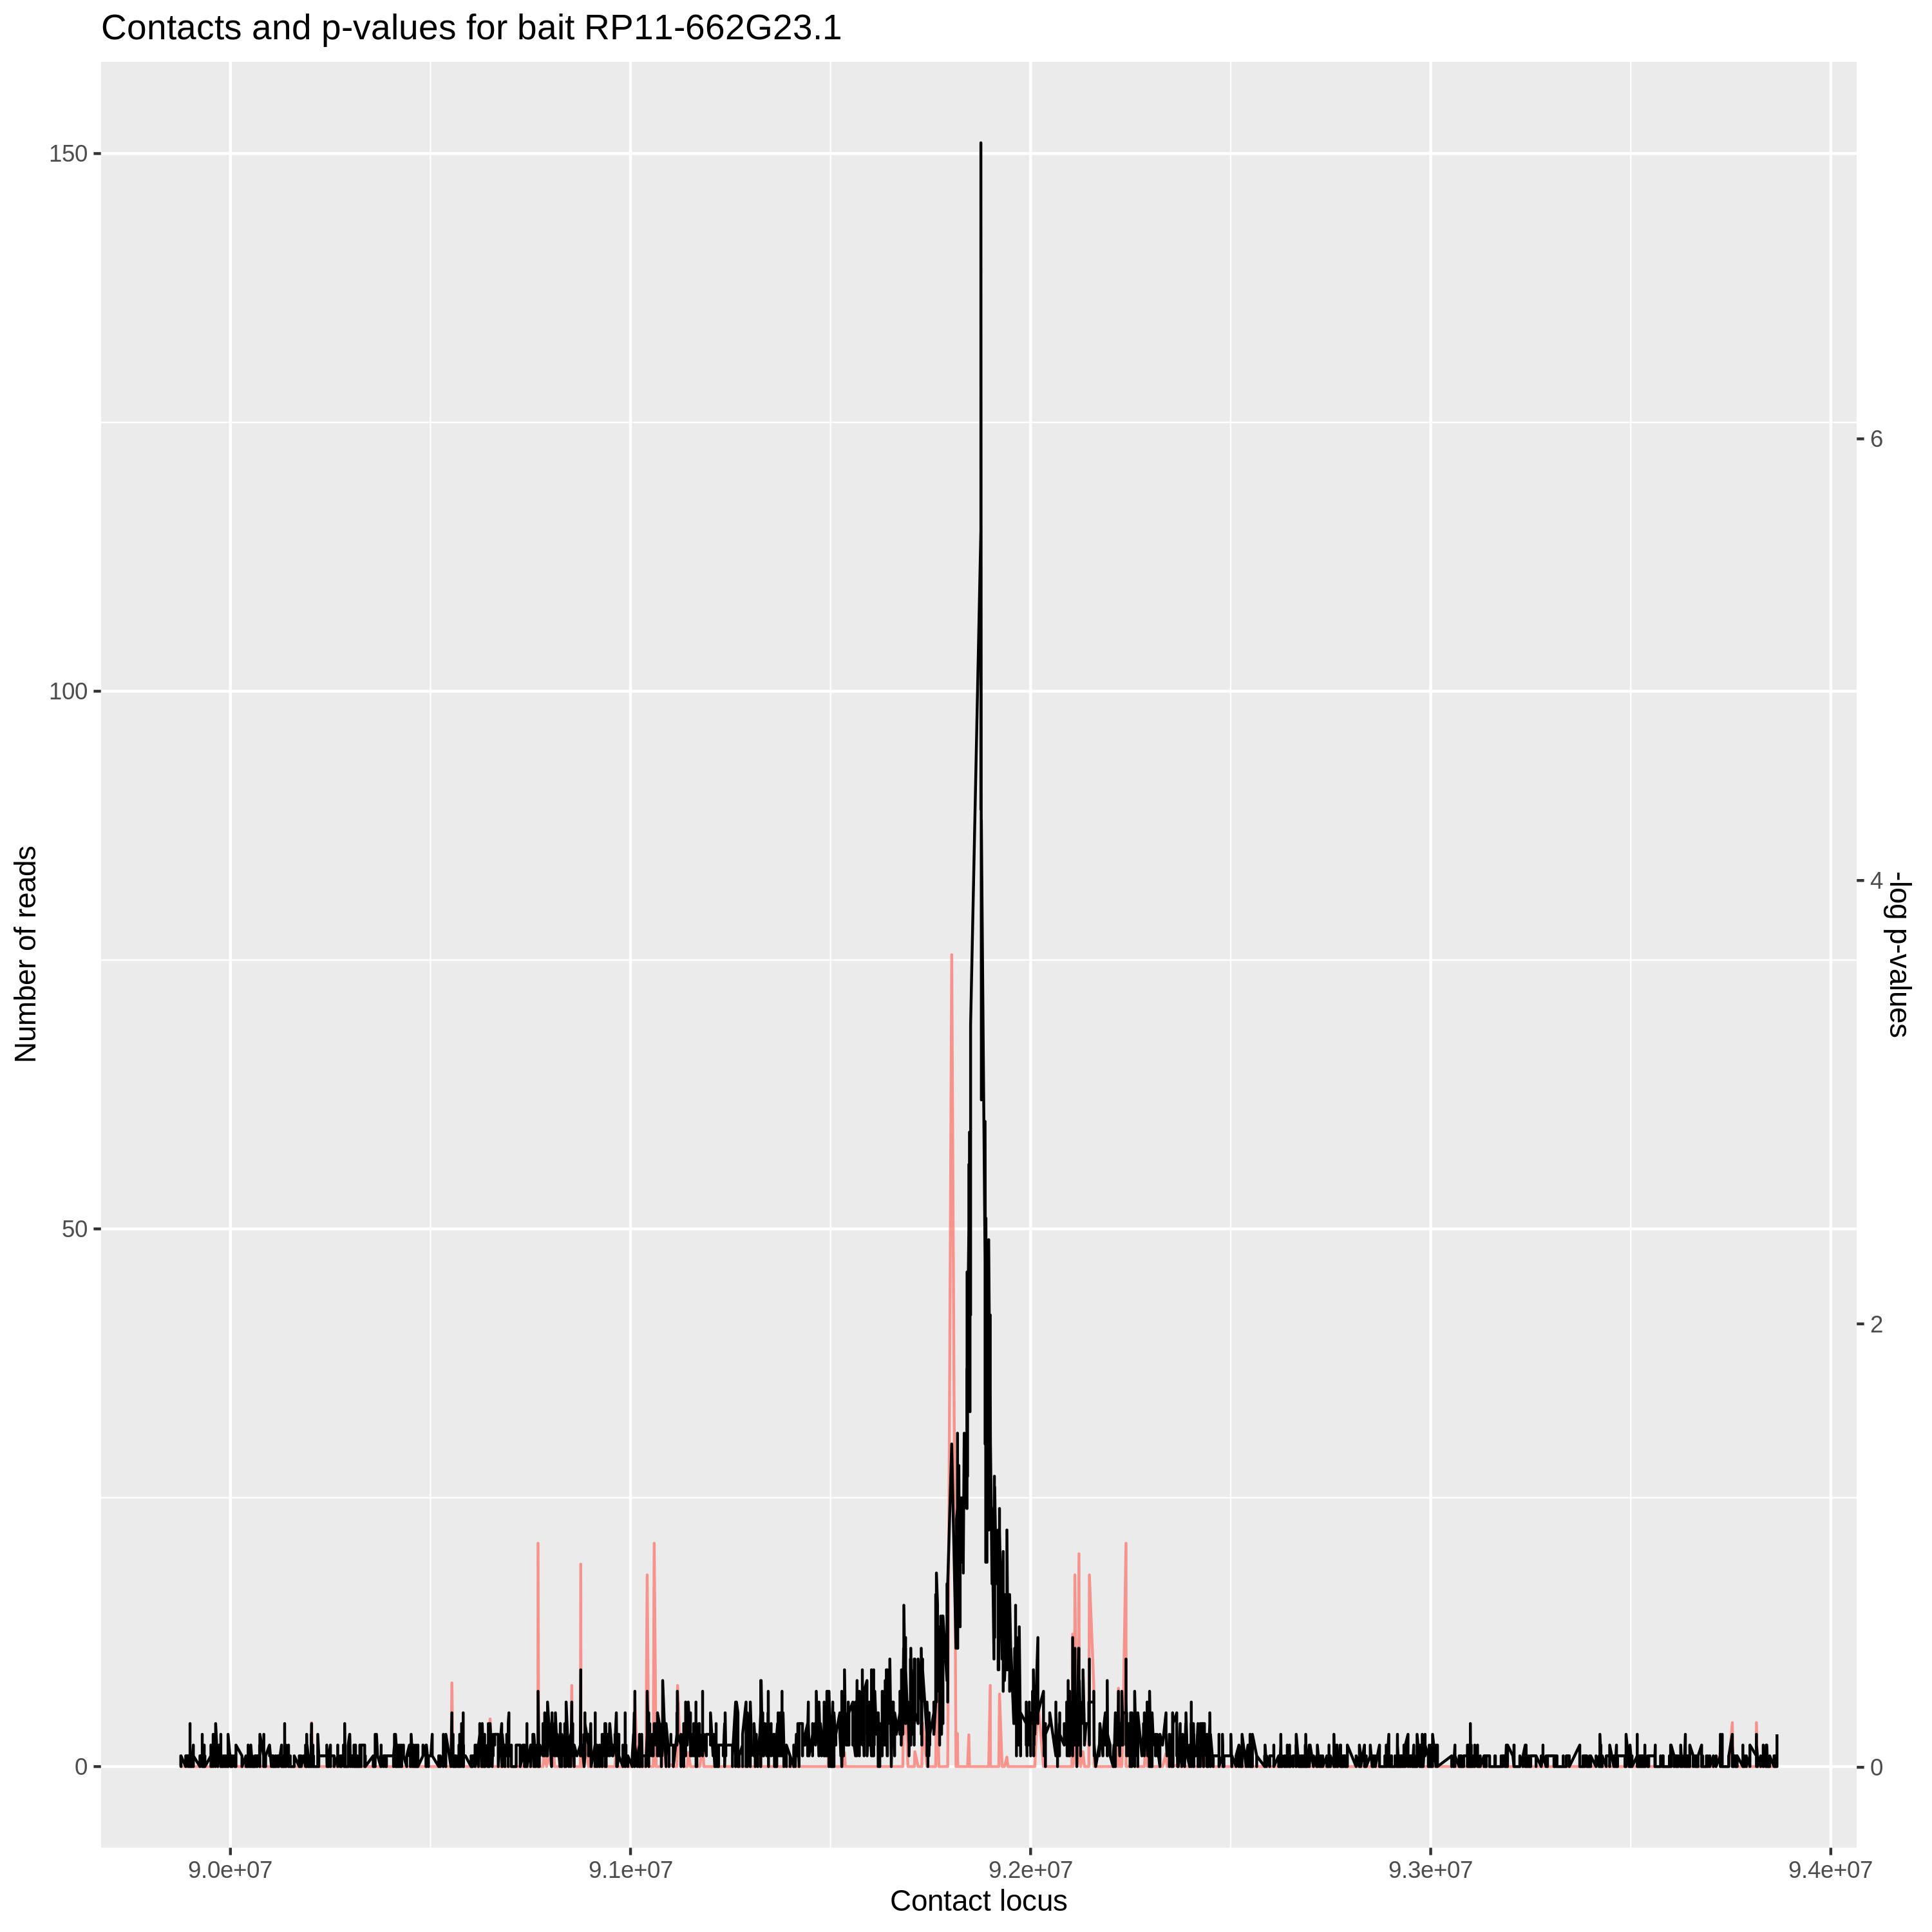 Contacts and p-values for bait RP11-662G23.1
150
100
50
0
Number of reads
6
4
2
0
-log p-values
9.0e+07 9.1e+07 9.2e+07 9.3e+07 9.4e+07
Contact locus